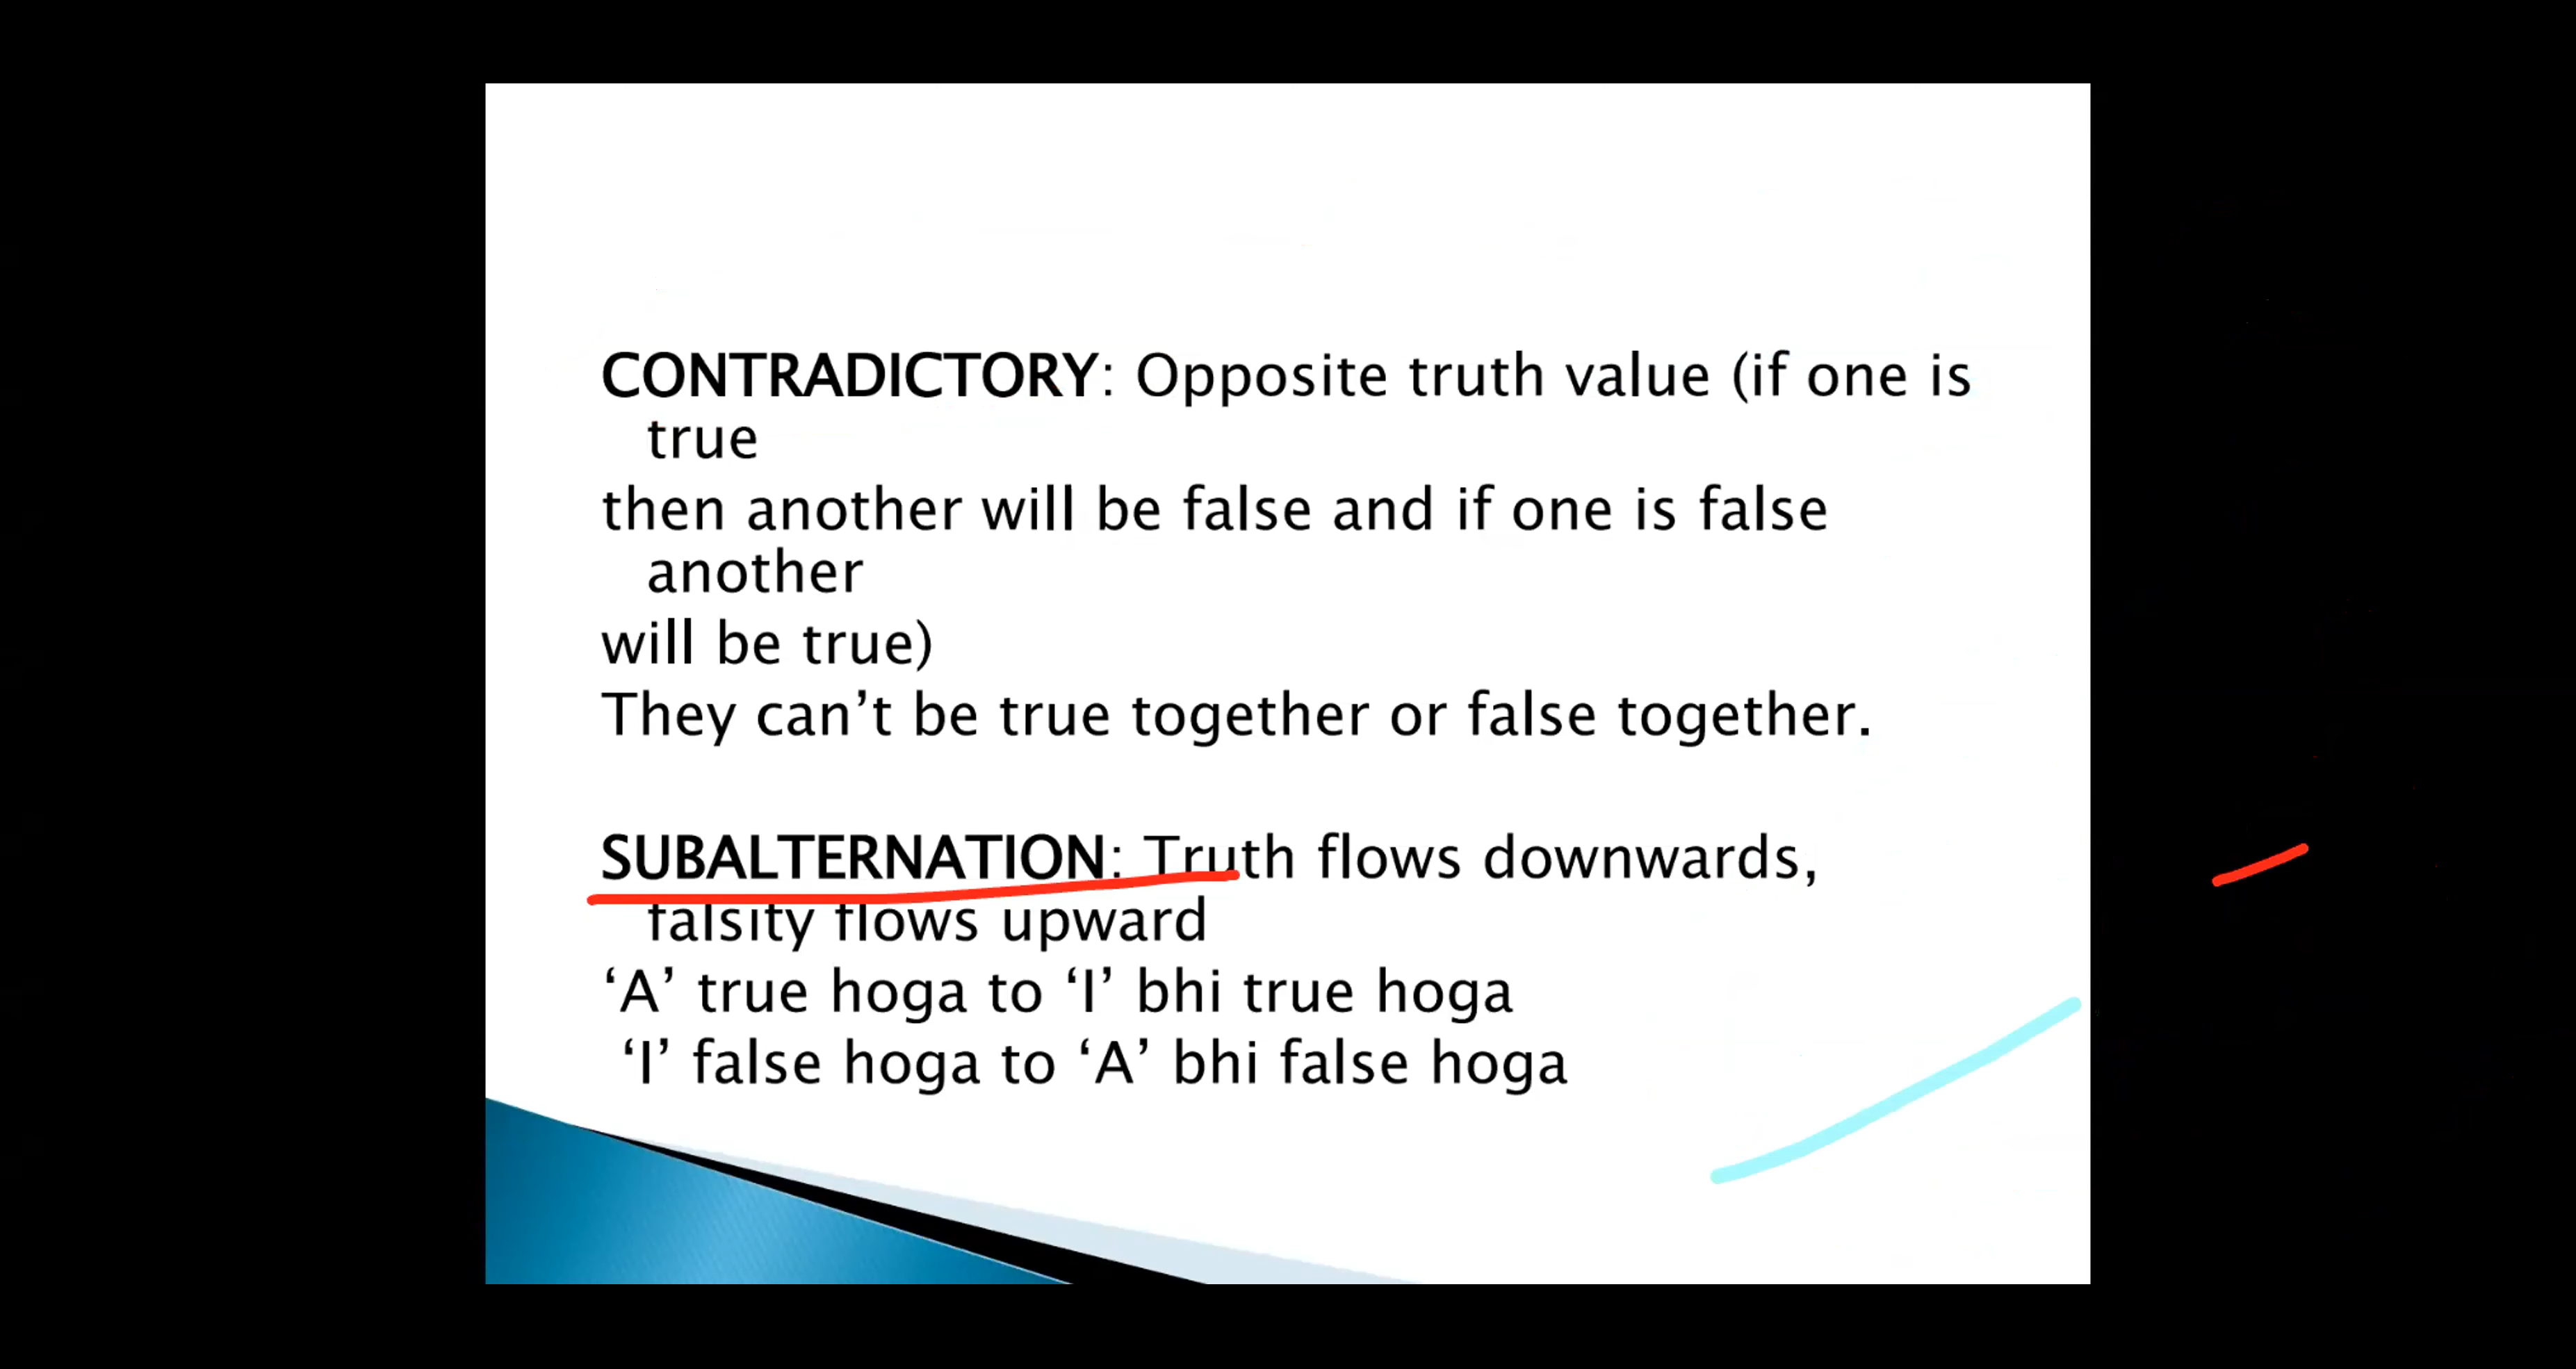 CONTRADICTORY: Opposite truth value (if one is
true
then another will be false and if one is false
another
will be true)
They can’t be true together or false together.
SUBALTERNATION: Truth flows downwards,
falsity flows upward
‘A’ true hoga to ‘I’ bhi true hoga
‘I’ false hoga to ‘A’ bhi false hoga